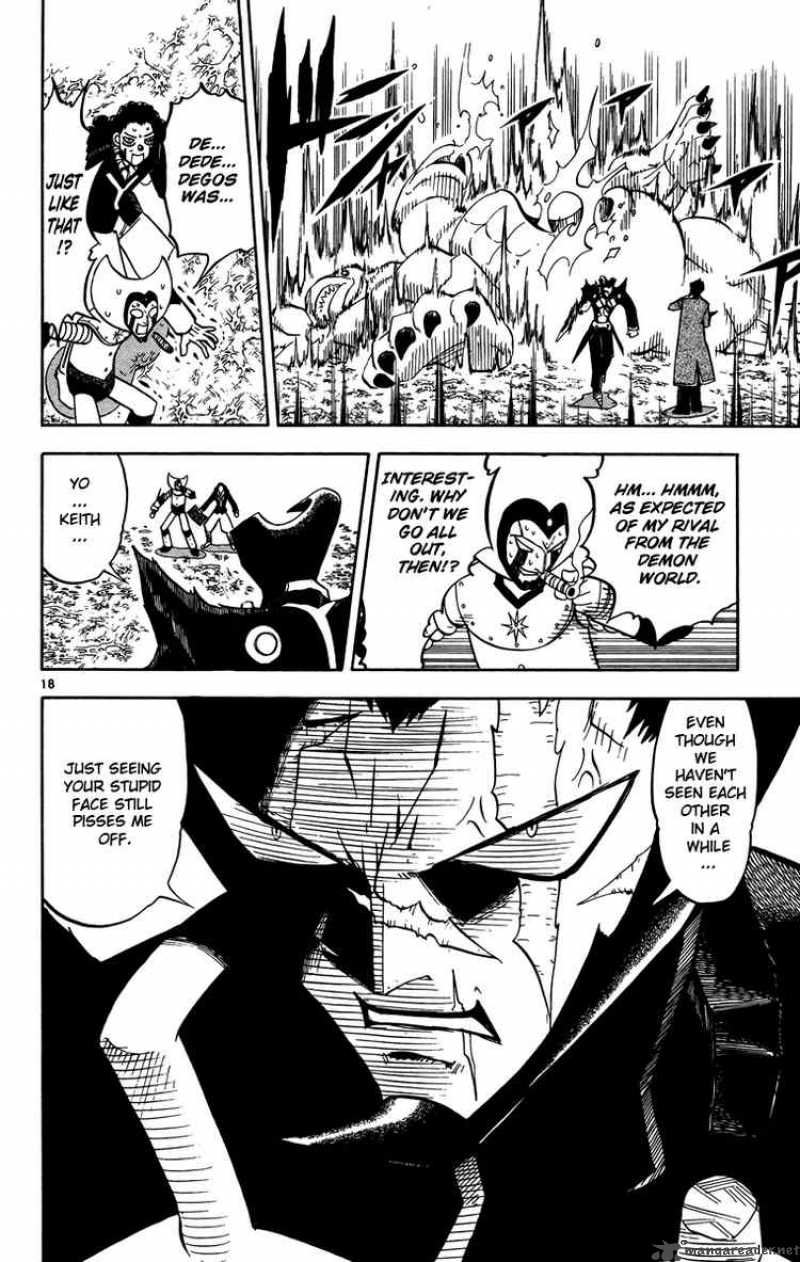 DE...
DEDE...
DEGOS
WAS...
JUST
LIKE
THAT!?
HM... HMMM,
AS EXPECTED
OF MY RIVAL
FROM THE
DEMON
WORLD.
INTEREST-
ING. WHY
DON'T WE
GO ALL
OUT,
THEN!?
YO
...
KEITH
...
18
EVEN
THOUGH
WE
HAVEN'T
SEEN EACH
OTHER
IN A
WHILE
...
JUST SEEING
YOUR STUPID
FACE STILL
PISSES ME
OFF.
mangareader.net